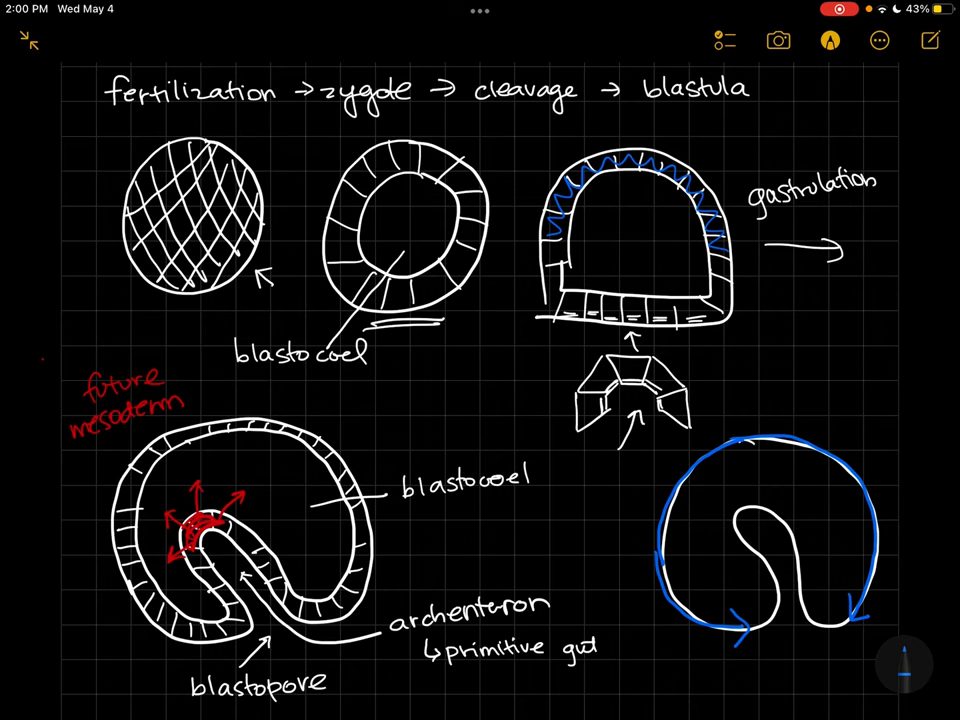 2:00 PM Wed May 4
43%
fertilization → zygote → cleavage → blastula
gastrulation
blastocoel
future
mesoderm
blastocoel
archenteron
↳ primitive gut
blastopore